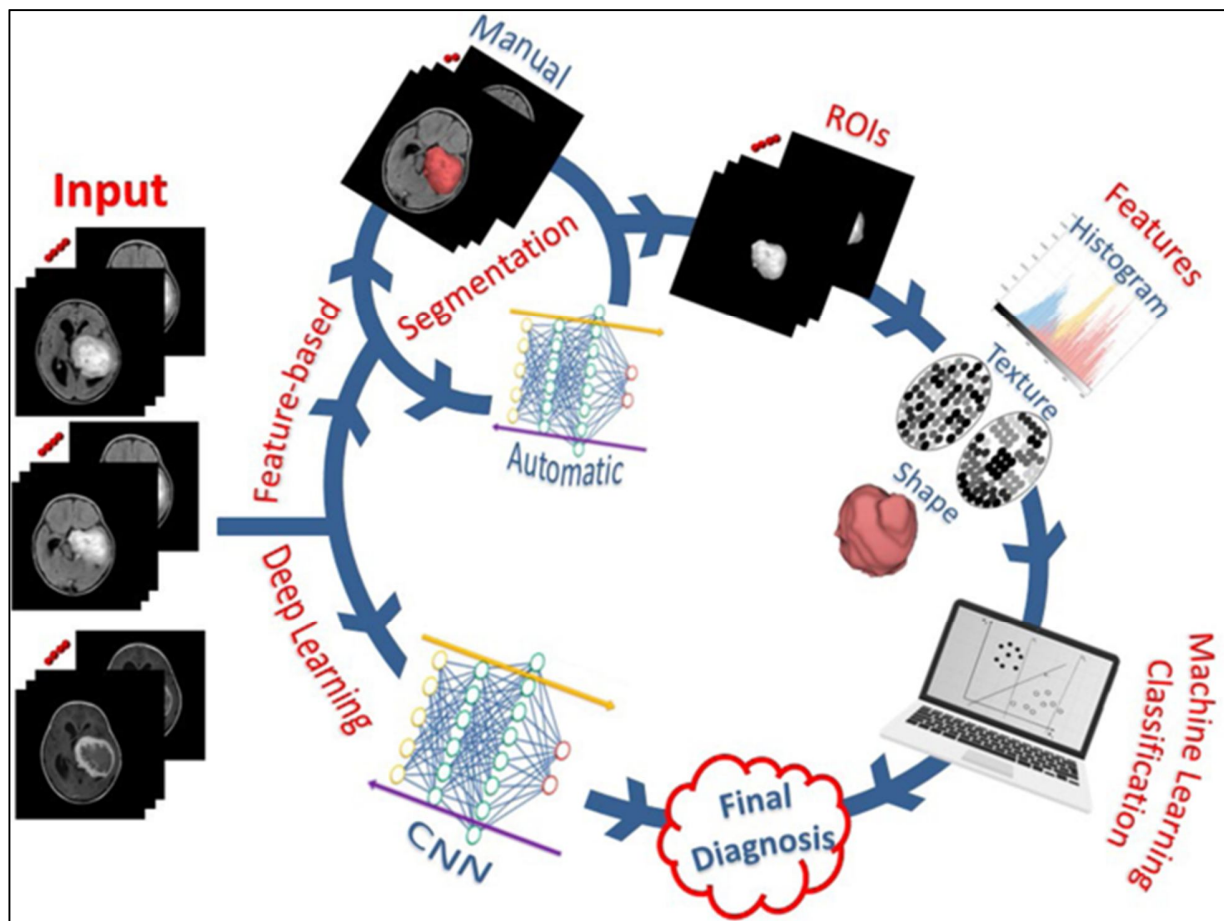 Input
Manual
Segmentation
Feature-based
Automatic
ROIs
Features
Histogram
Texture
Shape
Machine Learning
Classification
Deep Learning
CNN
Final
Diagnosis